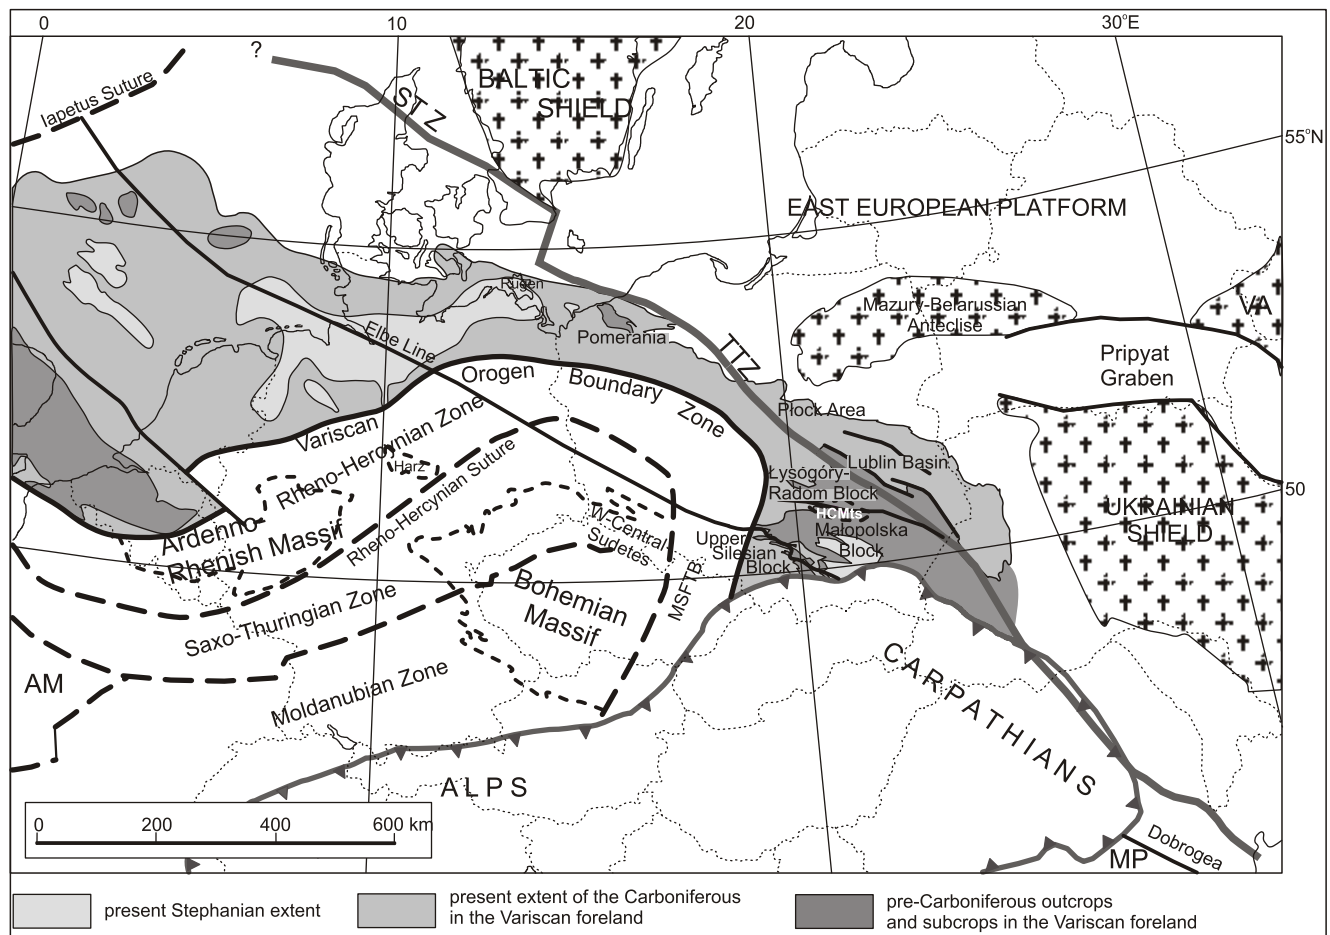 0
10
20
30°E
?
Iapetus Suture
STZ
BALTIC
SHIELD
55°N
EAST EUROPEAN PLATFORM
Rügen
Mazury-Belarussian
Anteclise
VA
Elbe Line
Pomerania
TTZ
Pripyat
Graben
Orogen
Boundary
Zone
Variscan
Płock Area
Rheno-Hercynian Zone
Harz
Rheno-Hercynian Suture
Lublin Basin
Łysogóry-
Radom Block
50
HCMts
UKRAINIAN
SHIELD
Ardenno-
Rhenish Massif
W-Central
Sudetes
Upper
Silesian
Block
Małopolska
Block
Bohemian
Massif
MSFTB
Saxo-Thuringian Zone
AM
Moldanubian Zone
CARPATHIANS
ALPS
0
200
400
600 km
Dobrogea
MP
present Stephanian extent
present extent of the Carboniferous
in the Variscan foreland
pre-Carboniferous outcrops
and subcrops in the Variscan foreland